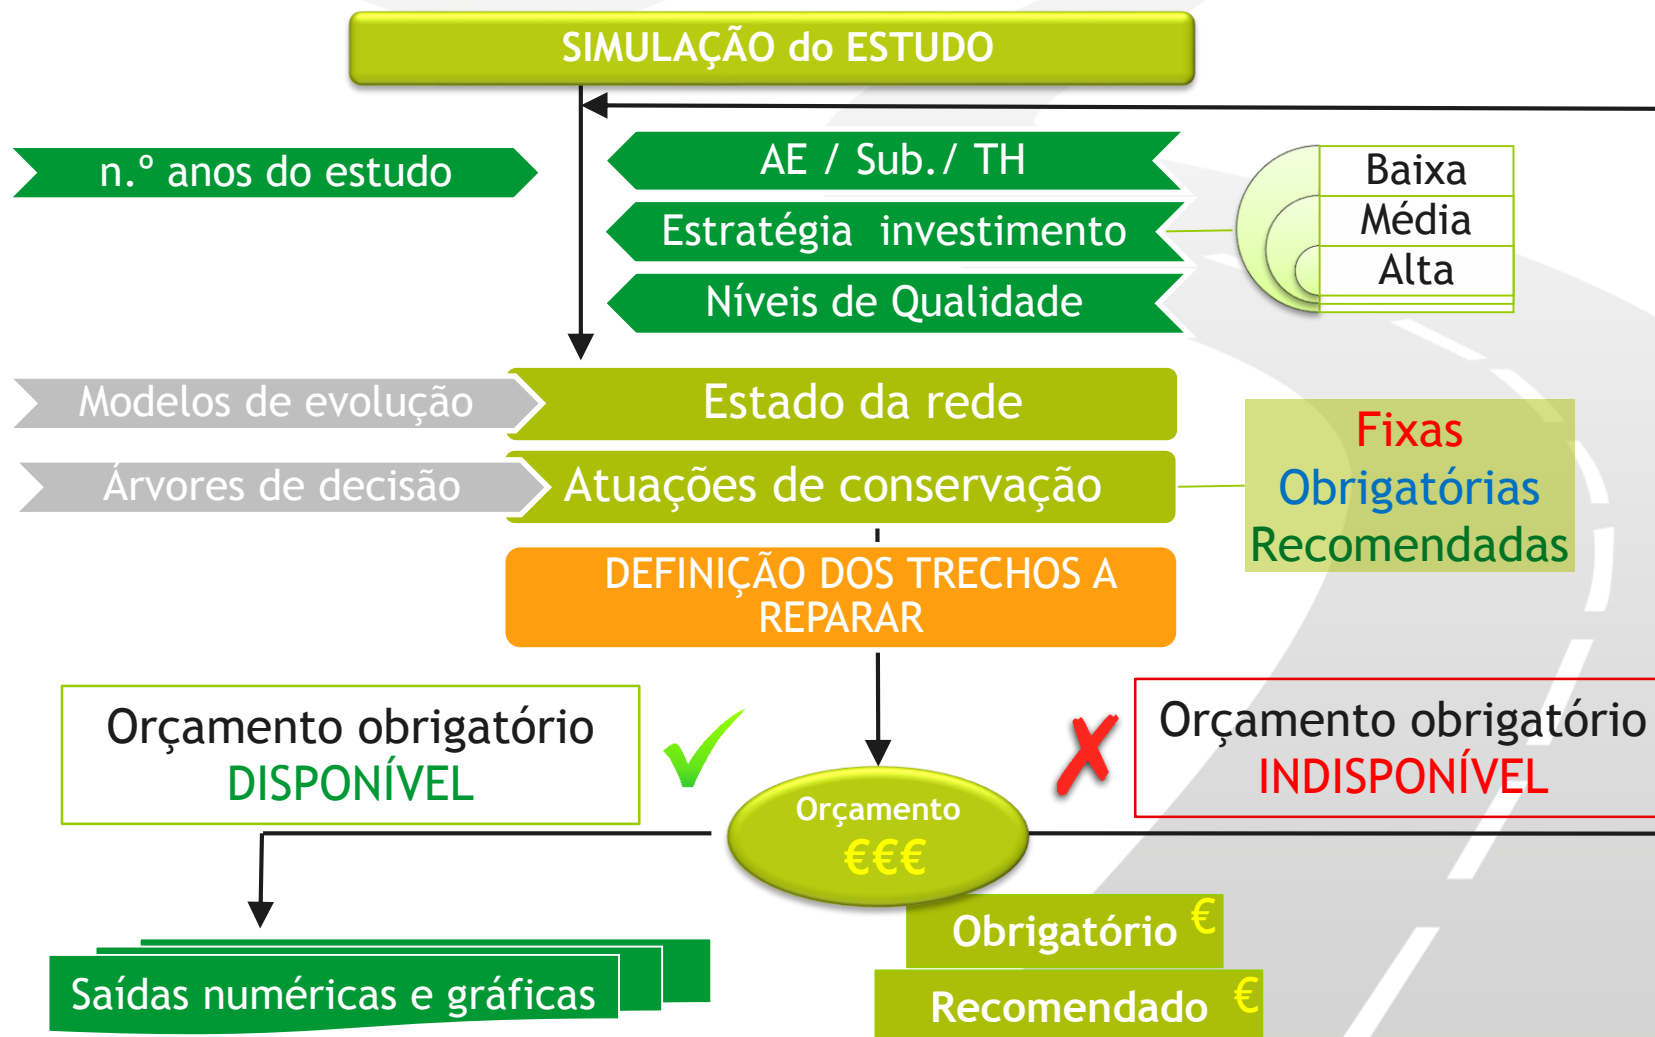 SIMULAÇÃO do ESTUDO
n.º anos do estudo
AE / Sub./ TH
Estratégia investimento
Níveis de Qualidade
Baixa
Média
Alta
Modelos de evolução
Estado da rede
Árvores de decisão
Atuações de conservação
Fixas
Obrigatórias
Recomendadas
DEFINIÇÃO DOS TRECHOS A
REPARAR
Orçamento obrigatório
DISPONÍVEL
Orçamento obrigatório
INDISPONÍVEL
Orçamento
€€€
Obrigatório €
Recomendado €
Saídas numéricas e gráficas